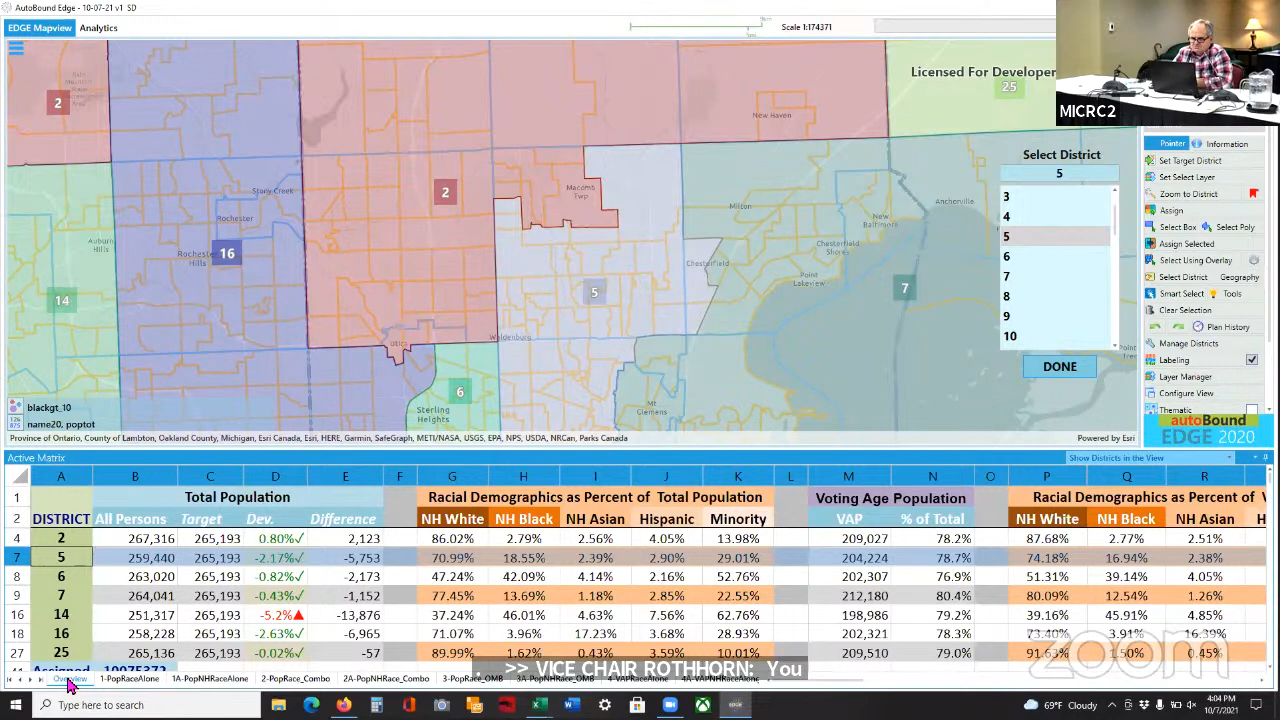 AutoBound Edge - 10-07-21 v1 SD
EDGE Mapview Analytics
Scale 1:174371
Licensed For Developer
MICRC2
2
25
New Haven
Stony Creek
2
Macomb Twp
Milton
Anchorville
Rochester
New Baltimore
Auburn Hills
Rochester Hills
16
Chesterfield
Chesterfield Shores
Point Lakeview
14
5
7
Utica
Waldenburg
6
Sterling Heights
Mt Clemens
blackgt_10
name20, poptot
Select District
5
3
4
5
6
7
8
9
10
DONE
Pointer Information
Set Target District
Set Select Layer
Zoom to District
Assign
Select Block Select Poly
Assign Selected
Select Using Overlay
Select District Geography
Smart Select Tools
Clear Selection
Plan History
Manage Districts
Labeling
Layer Manager
Configure View
Thematic
autoBound
EDGE 2020
Province of Ontario, County of Lambton, Oakland County, Michigan, Esri Canada, Esri, HERE, Garmin, SafeGraph, METI/NASA, USGS, EPA, NPS, USDA, NRCan, Parks Canada
Powered by Esri
Active Matrix
Show Districts in the View
A B C D E F G H I J K L M N O P Q R
1 Total Population Racial Demographics as Percent of Total Population Voting Age Population Racial Demographics as Percent of V
2 DISTRICT All Persons Target Dev. Difference NH White NH Black NH Asian Hispanic Minority VAP % of Total NH White NH Black NH Asian H
4 2 267,316 265,193 0.80%✓ 2,123 86.02% 2.79% 2.56% 4.05% 13.98% 209,027 78.2% 87.68% 2.77% 2.51%
7 5 259,440 265,193 -2.17%✓ -5,753 70.99% 18.55% 2.39% 2.90% 29.01% 204,224 78.7% 74.18% 16.94% 2.38%
8 6 263,020 265,193 -0.82%✓ -2,173 47.24% 42.09% 4.14% 2.16% 52.76% 202,307 76.9% 51.31% 39.14% 4.05%
9 7 264,041 265,193 -0.43%✓ -1,152 77.45% 13.69% 1.18% 2.85% 22.55% 212,180 80.4% 80.09% 12.54% 1.26%
16 14 251,317 265,193 -5.2%▲ -13,876 37.24% 46.01% 4.63% 7.56% 62.76% 198,986 79.2% 39.16% 45.91% 4.85%
18 16 258,228 265,193 -2.63%✓ -6,965 71.07% 3.96% 17.23% 3.68% 28.93% 202,321 78.3% 73.40% 3.91% 16.39%
27 25 265,136 265,193 -0.02%✓ -57 89.99% 1.62% 209,510 79.0% 91.63% 1.50% 0.45%
Assigned 10075372
>> VICE CHAIR ROTHHORN: You
zoom
Overview 1-PopRaceAlone 1A-PopNHRaceAlone 2-PopRace_Combo 2A-PopNHRace_Combo 3-PopRace_OMB 3A-PopNHRace_OMB 4-VAPRaceAlone 4A-VAPNHRaceAlone
Type here to search
69°F Cloudy
4:04 PM
10/7/2021